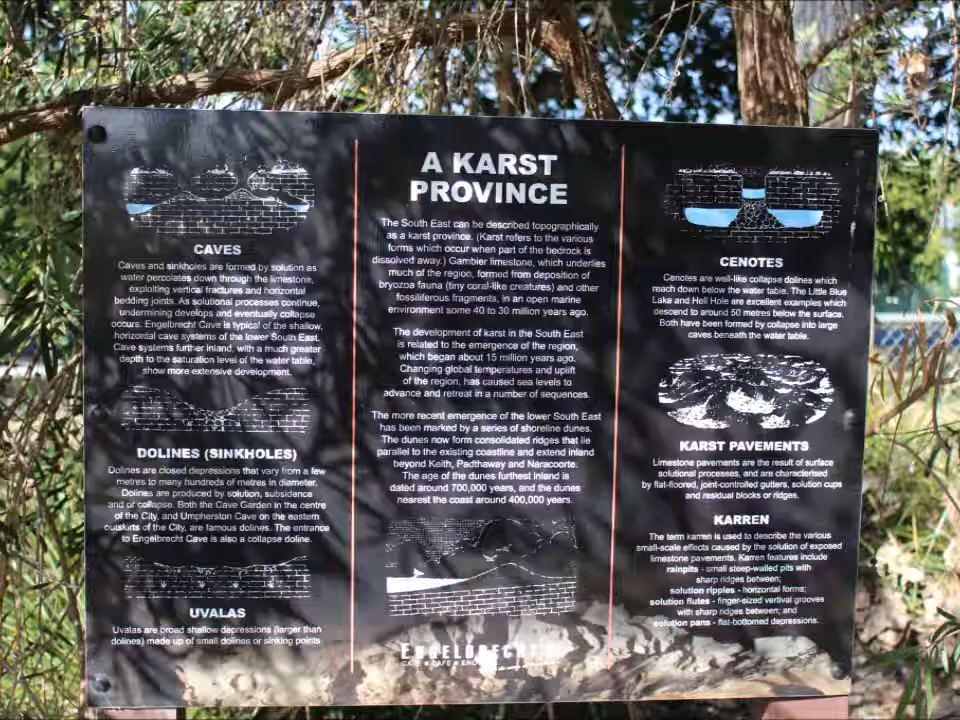 CAVES
Caves and sinkholes are formed by solution as
water percolates down through the limestone,
exploiting vertical fractures and horizontal
bedding joints. As solutional processes continue,
undermining develops and eventually collapse
occurs. Engelbrecht Cave is typical of the shallow,
horizontal cave systems of the lower South East.
Cave systems further inland, with a much greater
depth to the saturation level of the water table,
show more extensive development.
DOLINES (SINKHOLES)
Dolines are closed depressions that vary from a few
metres to many hundreds of metres in diameter.
Dolines are produced by solution, subsidence
and or collapse. Both the Cave Garden in the centre
of the City, and Umpherston Cave on the eastern
outskirts of the City, are famous dolines. The entrance
to Engelbrecht Cave is also a collapse doline.
UVALAS
Uvalas are broad shallow depressions (larger than
dolines) made up of small dolines or sinking points
A KARST
PROVINCE
The South East can be described topographically
as a karst province. (Karst refers to the various
forms which occur when part of the bedrock is
dissolved away.) Gambier limestone, which underlies
much of the region, formed from deposition of
bryozoa fauna (tiny coral-like creatures) and other
fossiliferous fragments, in an open marine
environment some 40 to 30 million years ago.
The development of karst in the South East
is related to the emergence of the region,
which began about 15 million years ago.
Changing global temperatures and uplift
of the region, has caused sea levels to
advance and retreat in a number of sequences.
The more recent emergence of the lower South East
has been marked by a series of shoreline dunes.
The dunes now form consolidated ridges that lie
parallel to the existing coastline and extend inland
beyond Keith, Padthaway and Naracoorte.
The age of the dunes furthest inland is
dated around 700,000 years, and the dunes
nearest the coast around 400,000 years.
ENGELBRECHT
CAVE CAFE
CENOTES
Cenotes are well-like collapse dolines which
reach down below the water table. The Little Blue
Lake and Hell Hole are excellent examples which
descend to around 50 metres below the surface.
Both have been formed by collapse into large
caves beneath the water table.
KARST PAVEMENTS
Limestone pavements are the result of surface
solutional processes, and are characterised
by flat-floored, joint-controlled gutters, solution cups
and residual blocks or ridges.
KARREN
The term karren is used to describe the various
small-scale effects caused by the solution of exposed
limestone pavements. Karren features include
rainpits - small steep-walled pits with
sharp ridges between;
solution ripples - horizontal forms;
solution flutes - finger-sized vertival grooves
with sharp ridges between; and
solution pans - flat-bottomed depressions.